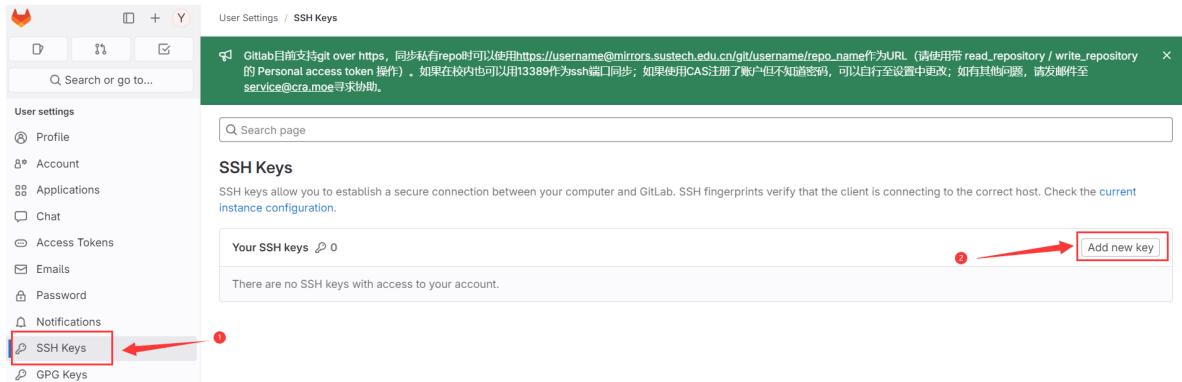 Y
User Settings / SSH Keys
Search or go to...
Gitlab目前支持git over https，同步私有repo时可以使用https://username@mirrors.sustech.edu.cn/git/username/repo_name作为URL（请使用带 read_repository / write_repository
的 Personal access token 操作）。如果在校内也可以用13389作为ssh端口同步；如果使用CAS注册了账户但不知道密码，可以自行至设置中更改；如有其他问题，请发邮件至
service@cra.moe寻求协助。
User settings
Profile
Account
Applications
Chat
Access Tokens
Emails
Password
Notifications
SSH Keys
GPG Keys
1
Search page
SSH Keys
SSH keys allow you to establish a secure connection between your computer and GitLab. SSH fingerprints verify that the client is connecting to the correct host. Check the current
instance configuration.
Your SSH keys 0
2
Add new key
There are no SSH keys with access to your account.